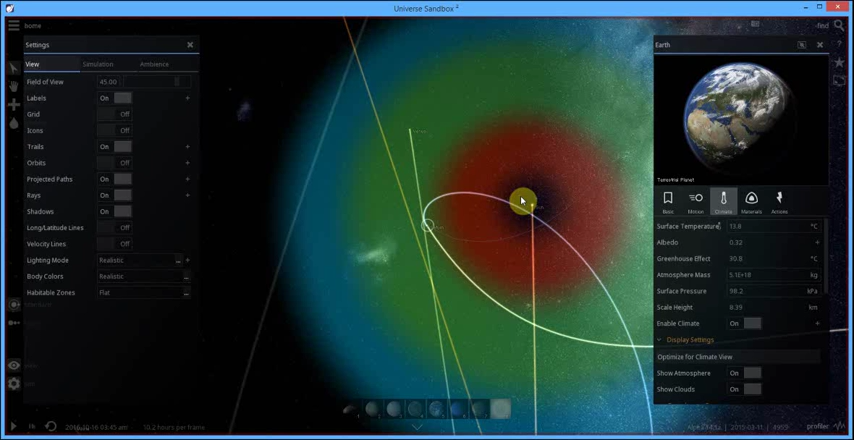 Universe Sandbox ²
home
find
Settings
View Simulation Ambience
Field of View 45.00
Labels On
Grid Off
Icons Off
Trails On
Orbits Off
Projected Paths On
Rays On
Shadows On
Long/Latitude Lines Off
Velocity Lines Off
Lighting Mode Realistic
Body Colors Realistic
Habitable Zones Flat
Earth
Terrestrial Planet
Basic Motion Climate Materials Actions
Surface Temperature 13.8 °C
Albedo 0.32
Greenhouse Effect 30.8 °C
Atmosphere Mass 5.1E+18 kg
Surface Pressure 98.2 kPa
Scale Height 8.39 km
Enable Climate On
Display Settings
Optimize for Climate View
Show Atmosphere On
Show Clouds On
10.2 hours per frame
profiler